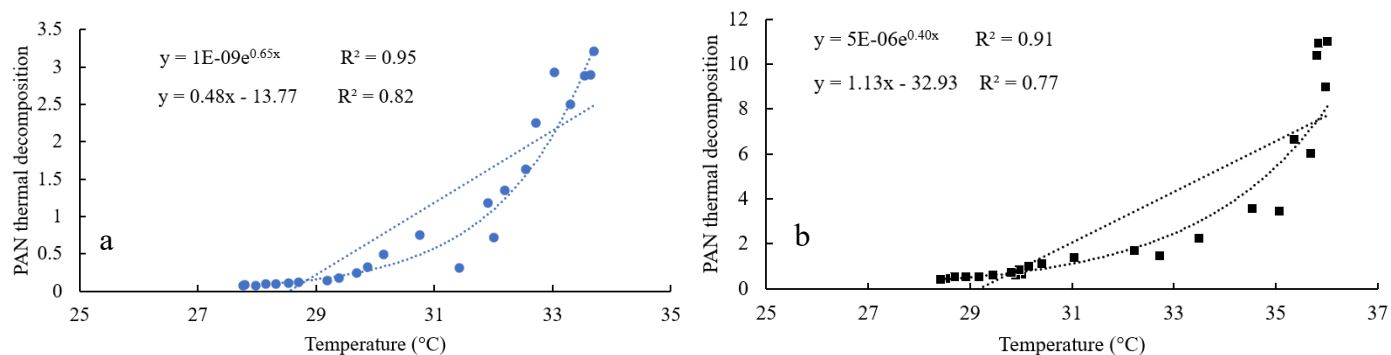 y = 1E-09e^0.65x R² = 0.95
y = 0.48x - 13.77 R² = 0.82
PAN thermal decomposition
3.5
3
2.5
2
1.5
1
0.5
0
a
25 27 29 31 33 35
Temperature (°C)
y = 5E-06e^0.40x R² = 0.91
y = 1.13x - 32.93 R² = 0.77
PAN thermal decomposition
12
10
8
6
4
2
0
b
25 27 29 31 33 35 37
Temperature (°C)